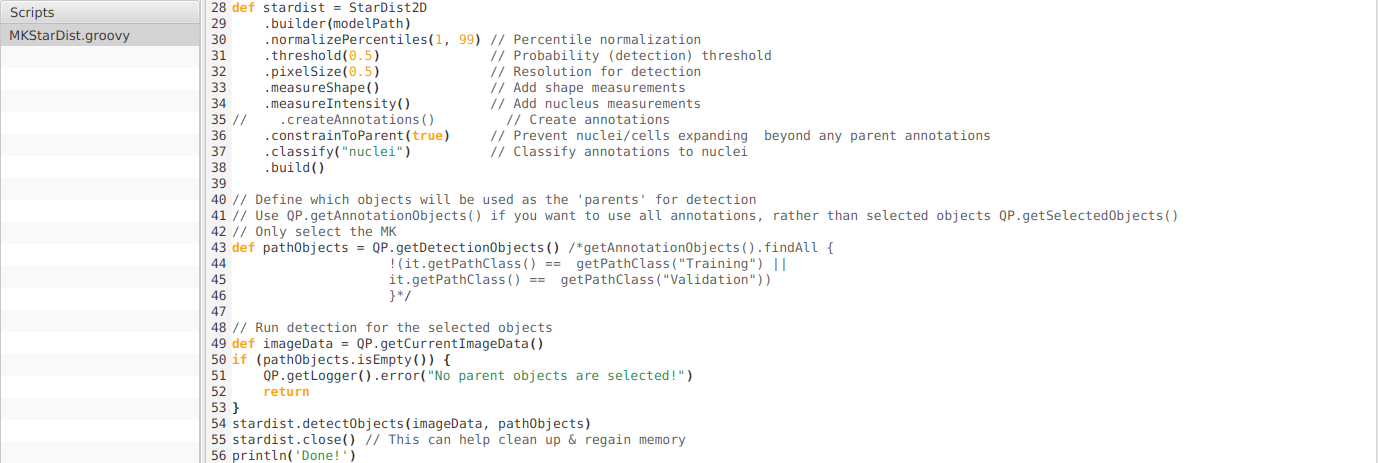 Scripts
MKStarDist.groovy
28 def stardist = StarDist2D
29     .builder(modelPath)
30     .normalizePercentiles(1, 99) // Percentile normalization
31     .threshold(0.5)              // Probability (detection) threshold
32     .pixelSize(0.5)              // Resolution for detection
33     .measureShape()              // Add shape measurements
34     .measureIntensity()          // Add nucleus measurements
35 //    .createAnnotations()         // Create annotations
36     .constrainToParent(true)     // Prevent nuclei/cells expanding  beyond any parent annotations
37     .classify("nuclei")          // Classify annotations to nuclei
38     .build()
39
40 // Define which objects will be used as the 'parents' for detection
41 // Use QP.getAnnotationObjects() if you want to use all annotations, rather than selected objects QP.getSelectedObjects()
42 // Only select the MK
43 def pathObjects = QP.getDetectionObjects() /*getAnnotationObjects().findAll {
44                     !(it.getPathClass() ==  getPathClass("Training") ||
45                     it.getPathClass() ==  getPathClass("Validation"))
46                     }*/
47
48 // Run detection for the selected objects
49 def imageData = QP.getCurrentImageData()
50 if (pathObjects.isEmpty()) {
51     QP.getLogger().error("No parent objects are selected!")
52     return
53 }
54 stardist.detectObjects(imageData, pathObjects)
55 stardist.close() // This can help clean up & regain memory
56 println('Done!')